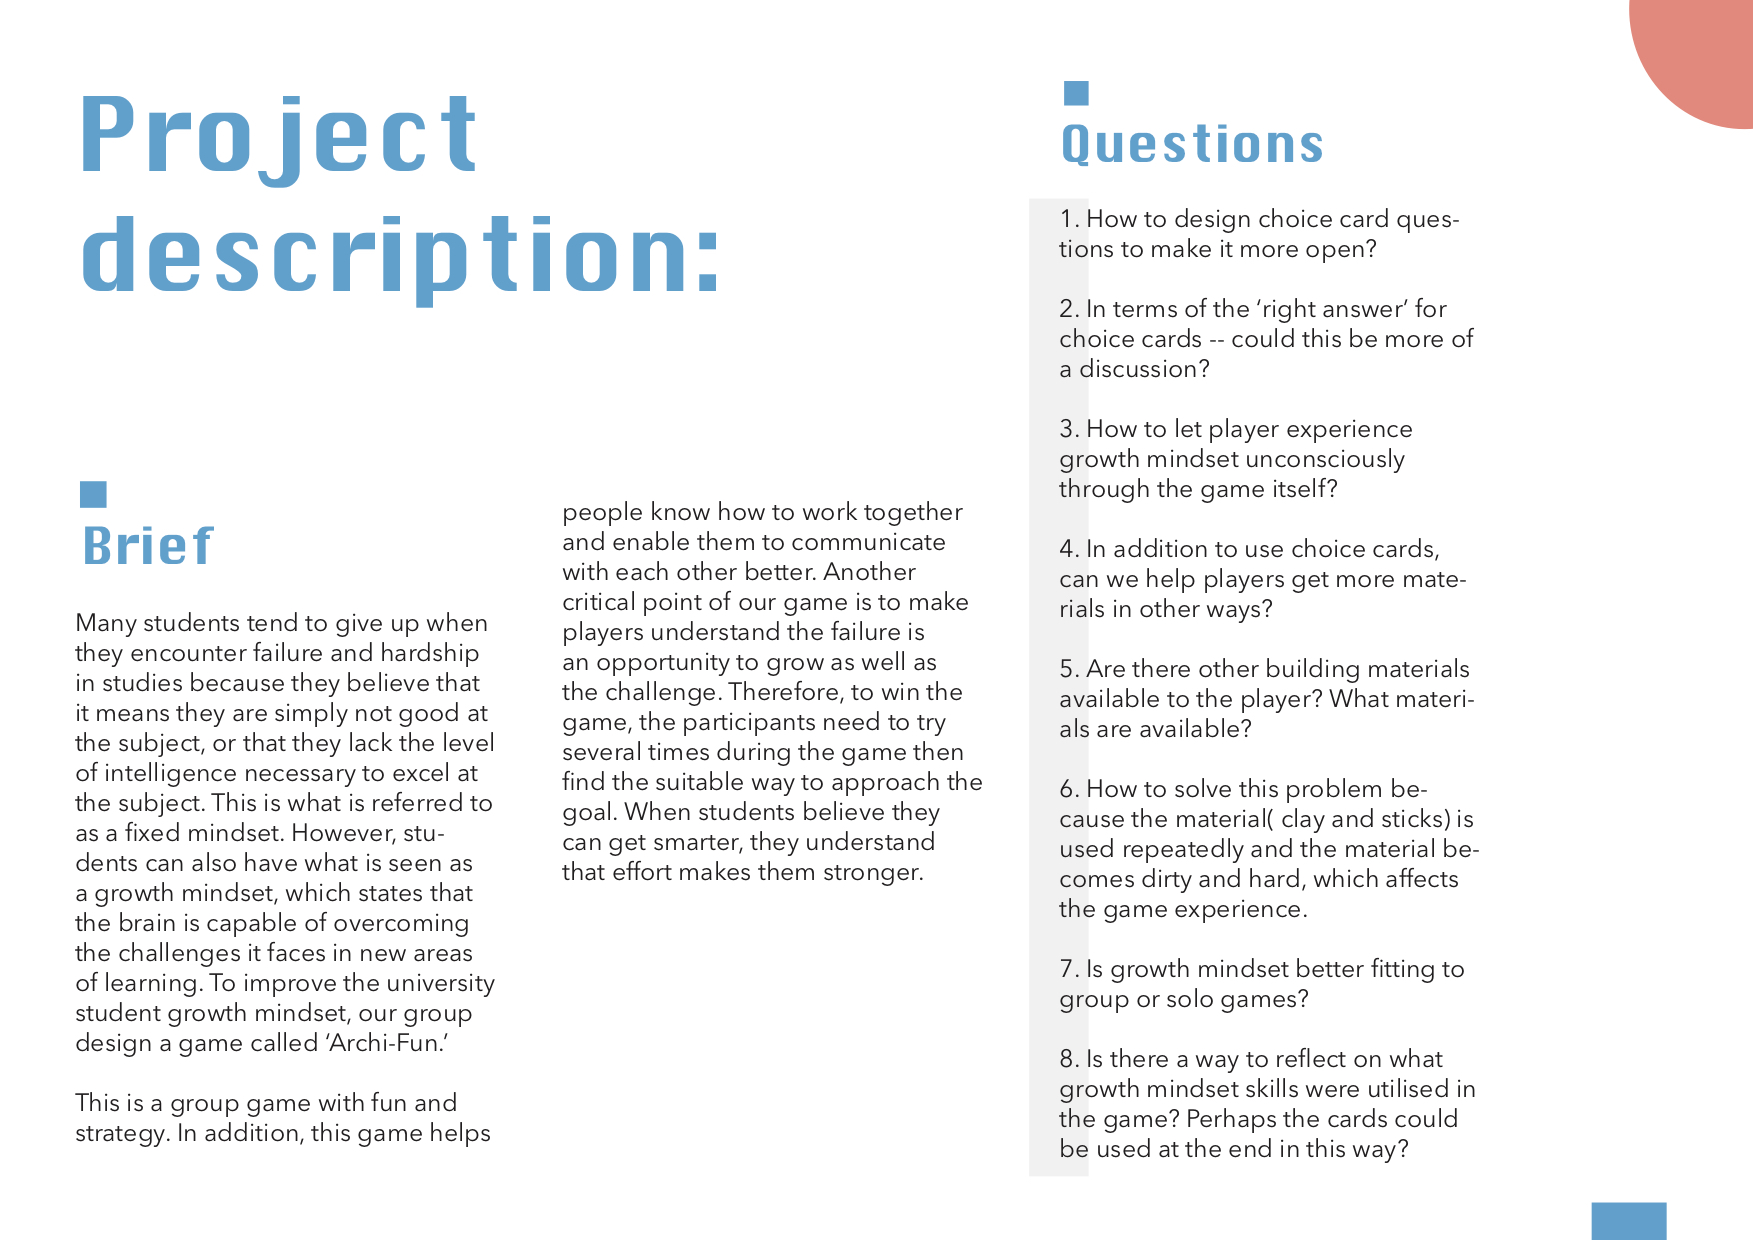 Project
description:
Brief
Many students tend to give up when
they encounter failure and hardship
in studies because they believe that
it means they are simply not good at
the subject, or that they lack the level
of intelligence necessary to excel at
the subject. This is what is referred to
as a fixed mindset. However, stu-
dents can also have what is seen as
a growth mindset, which states that
the brain is capable of overcoming
the challenges it faces in new areas
of learning. To improve the university
student growth mindset, our group
design a game called ‘Archi-Fun.’
This is a group game with fun and
strategy. In addition, this game helps
people know how to work together
and enable them to communicate
with each other better. Another
critical point of our game is to make
players understand the failure is
an opportunity to grow as well as
the challenge. Therefore, to win the
game, the participants need to try
several times during the game then
find the suitable way to approach the
goal. When students believe they
can get smarter, they understand
that effort makes them stronger.
Questions
1. How to design choice card ques-
tions to make it more open?
2. In terms of the ‘right answer’ for
choice cards -- could this be more of
a discussion?
3. How to let player experience
growth mindset unconsciously
through the game itself?
4. In addition to use choice cards,
can we help players get more mate-
rials in other ways?
5. Are there other building materials
available to the player? What materi-
als are available?
6. How to solve this problem be-
cause the material( clay and sticks) is
used repeatedly and the material be-
comes dirty and hard, which affects
the game experience.
7. Is growth mindset better fitting to
group or solo games?
8. Is there a way to reflect on what
growth mindset skills were utilised in
the game? Perhaps the cards could
be used at the end in this way?